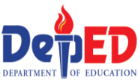 DepED
DEPARTMENT OF EDUCATION